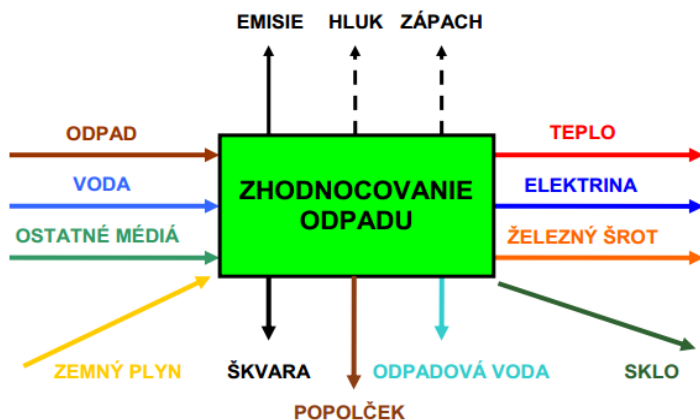 EMISIE HLUK ZÁPACH
ODPAD
TEPLO
VODA
ZHODNOCOVANIE
ODPADU
ELEKTRINA
OSTATNÉ MÉDIÁ
ŽELEZNÝ ŠROT
ZEMNÝ PLYN
ŠKVARA
ODPADOVÁ VODA
SKLO
POPOLČEK